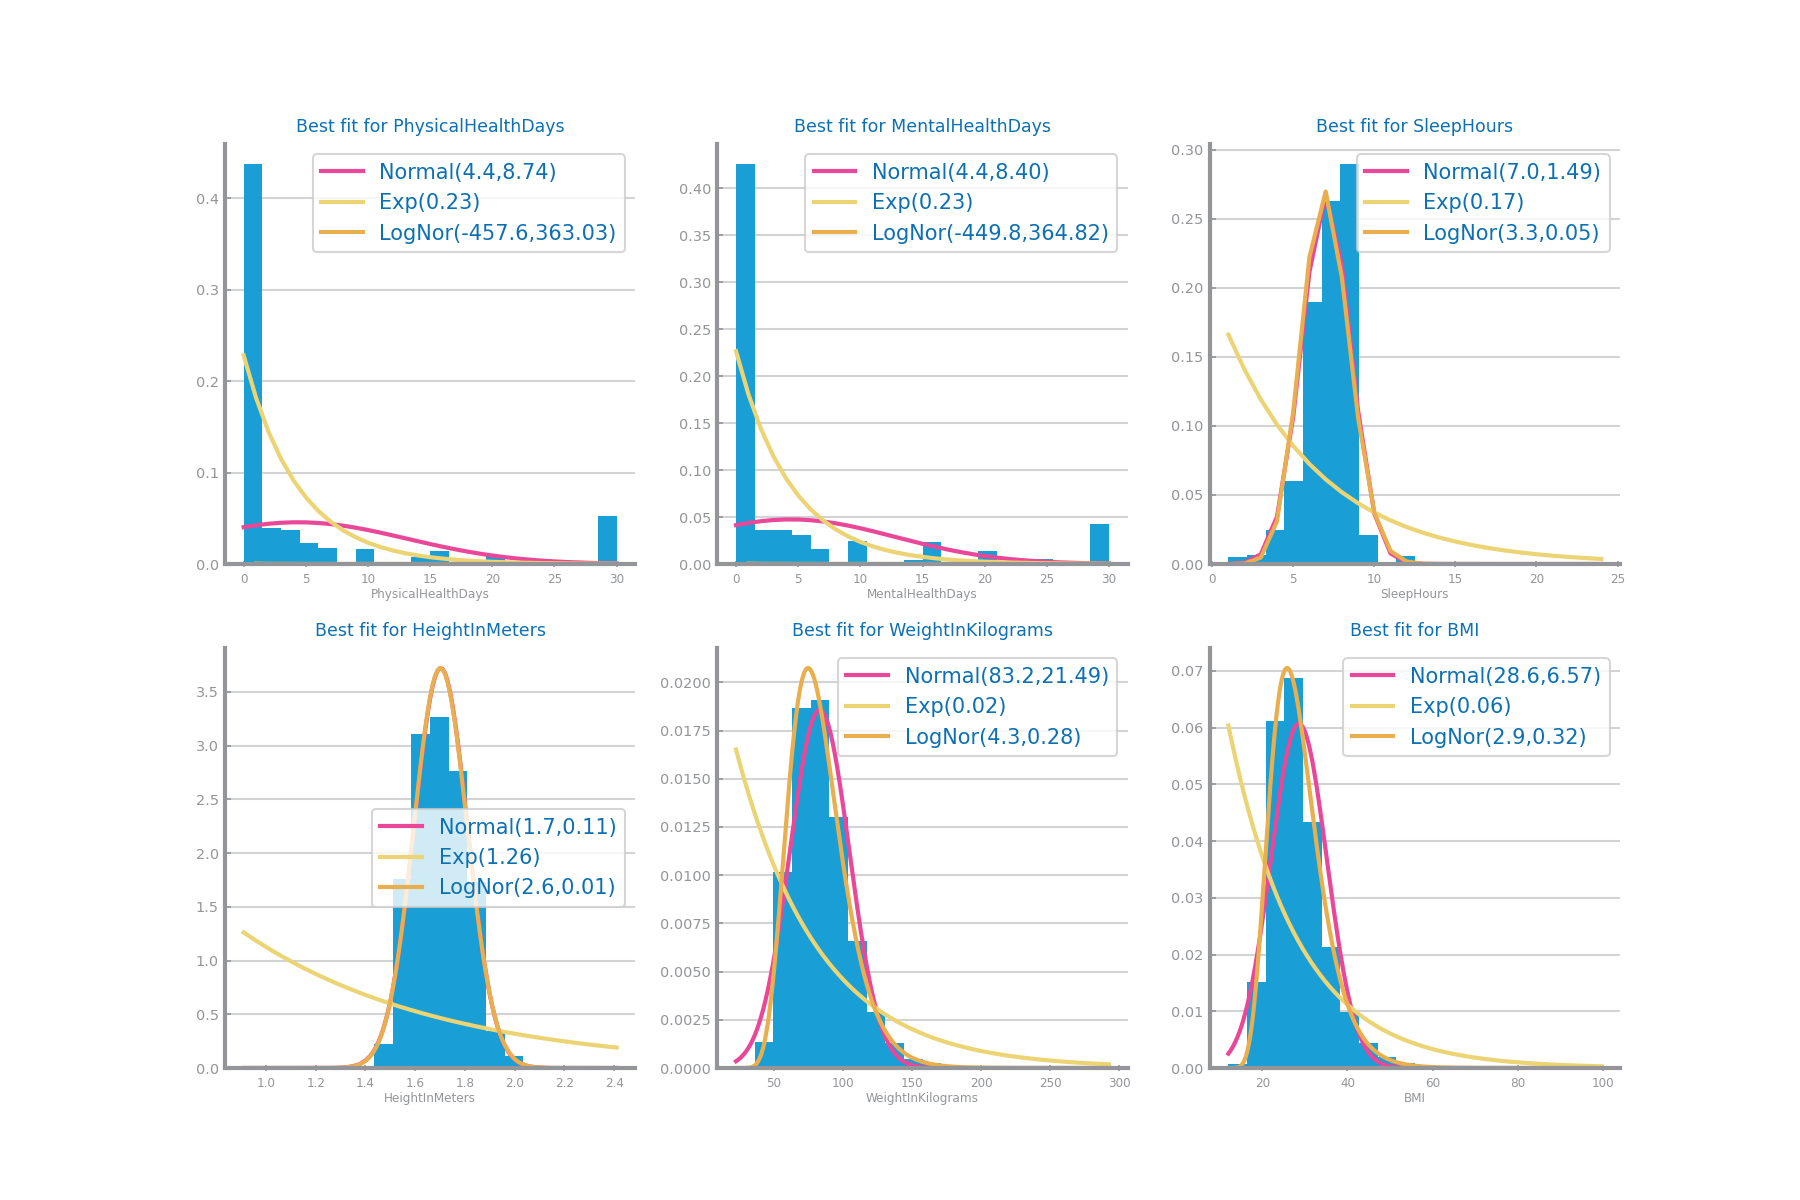 Best fit for PhysicalHealthDays
Normal(4.4,8.74)
Exp(0.23)
LogNor(-457.6,363.03)
0.4
0.3
0.2
0.1
0.0
0 5 10 15 20 25 30
PhysicalHealthDays
Best fit for MentalHealthDays
Normal(4.4,8.40)
Exp(0.23)
LogNor(-449.8,364.82)
0.40
0.35
0.30
0.25
0.20
0.15
0.10
0.05
0.00
0 5 10 15 20 25 30
MentalHealthDays
Best fit for SleepHours
Normal(7.0,1.49)
Exp(0.17)
LogNor(3.3,0.05)
0.30
0.25
0.20
0.15
0.10
0.05
0.00
0 5 10 15 20 25
SleepHours
Best fit for HeightInMeters
Normal(1.7,0.11)
Exp(1.26)
LogNor(2.6,0.01)
3.5
3.0
2.5
2.0
1.5
1.0
0.5
0.0
1.0 1.2 1.4 1.6 1.8 2.0 2.2 2.4
HeightInMeters
Best fit for WeightInKilograms
Normal(83.2,21.49)
Exp(0.02)
LogNor(4.3,0.28)
0.0200
0.0175
0.0150
0.0125
0.0100
0.0075
0.0050
0.0025
0.0000
50 100 150 200 250 300
WeightInKilograms
Best fit for BMI
Normal(28.6,6.57)
Exp(0.06)
LogNor(2.9,0.32)
0.07
0.06
0.05
0.04
0.03
0.02
0.01
0.00
20 40 60 80 100
BMI